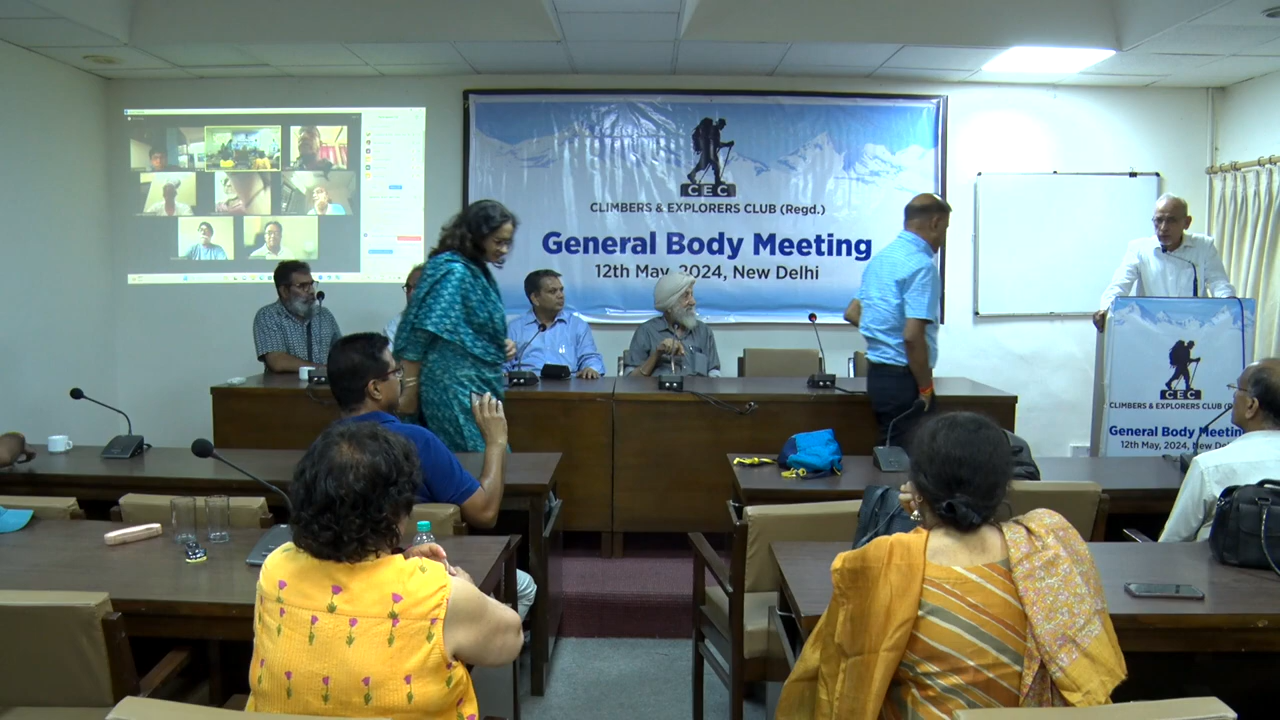 CEC
CLIMBERS & EXPLORERS CLUB (Regd.)
General Body Meeting
12th May, 2024, New Delhi
CEC
CLIMBERS & EXPLORERS CLUB
General Body Meeting
12th May, 2024, New